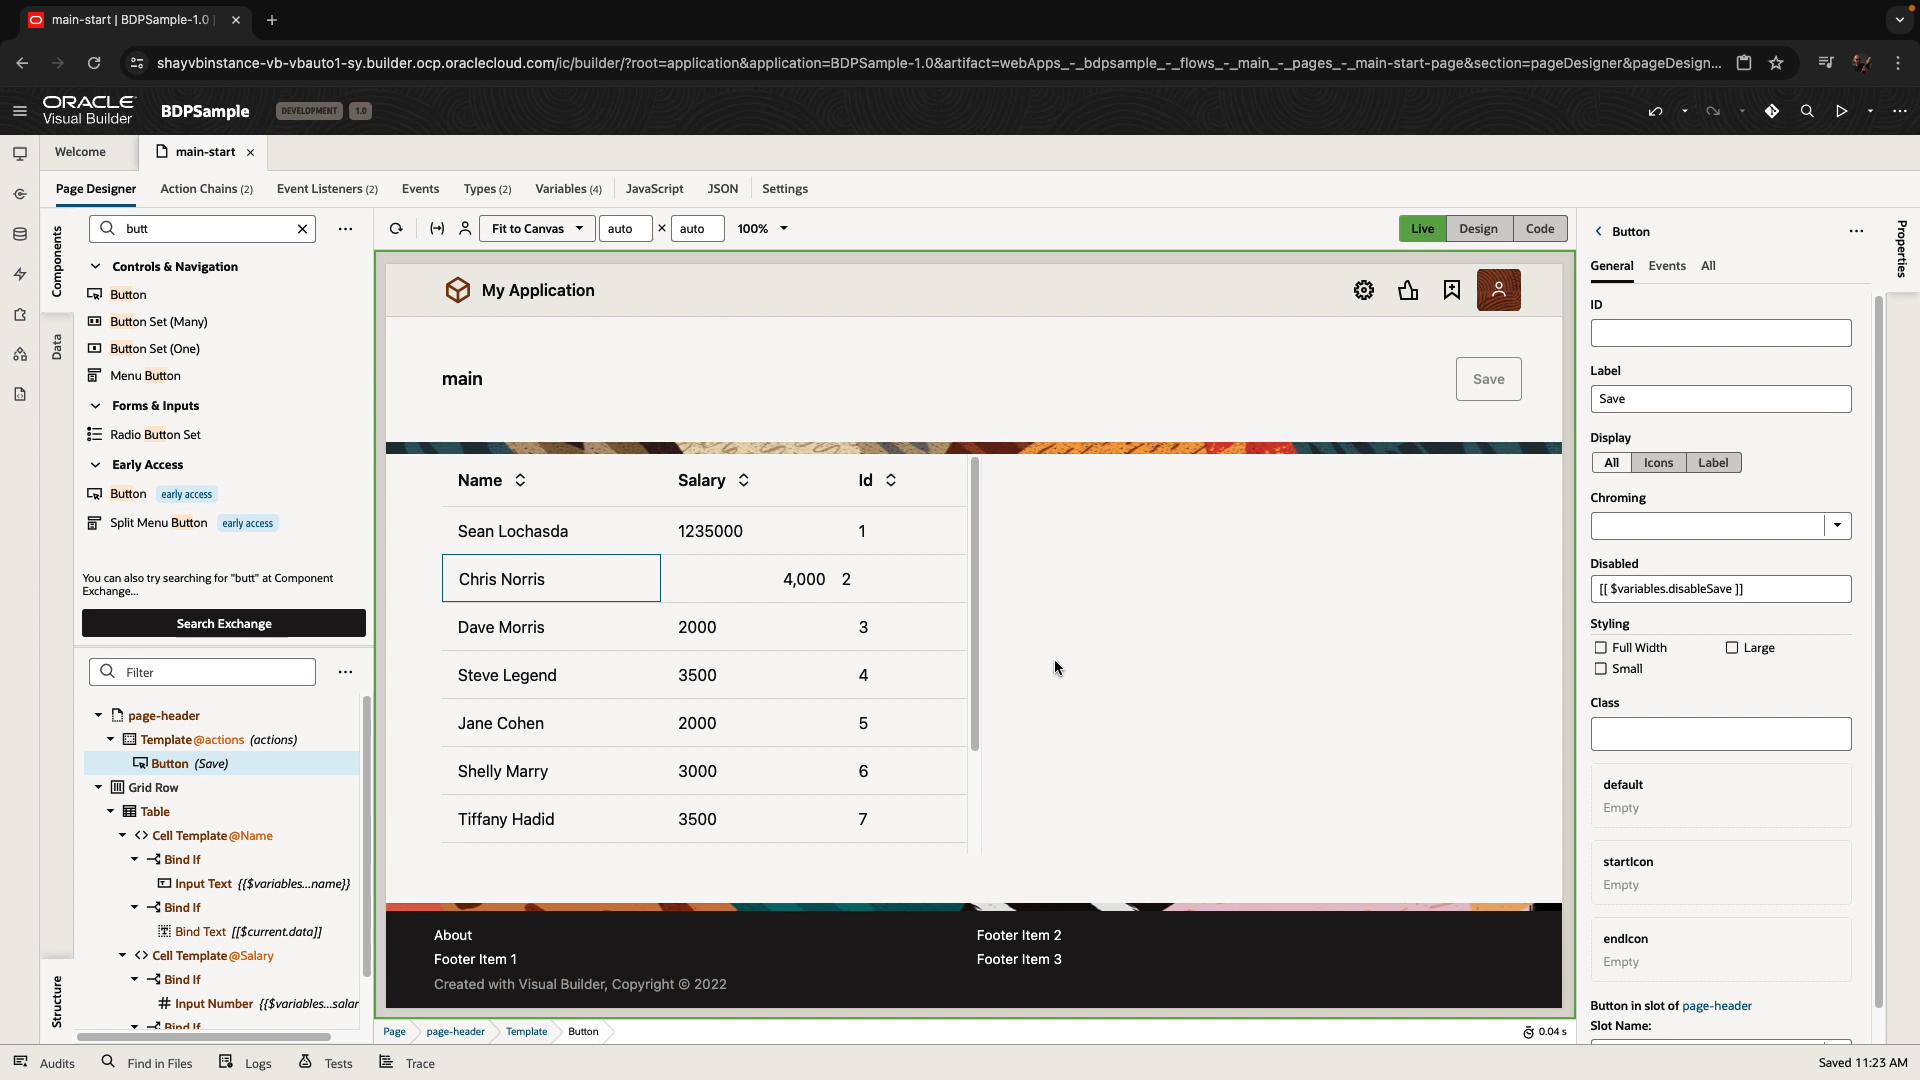 main-start | BDPSample-1.0 |
shayvbinstance-vb-vbauto1-sy.builder.ocp.oraclecloud.com/ic/builder/?root=application&application=BDPSample-1.0&artifact=webApps_-_bdpsample_-_flows_-_main_-_pages_-_main-start-page&section=pageDesigner&pageDesign...
ORACLE
Visual Builder
BDPSample
DEVELOPMENT
1.0
Welcome
main-start
Page Designer
Action Chains (2)
Event Listeners (2)
Events
Types (2)
Variables (4)
JavaScript
JSON
Settings
Components
Data
butt
Controls & Navigation
Button
Button Set (Many)
Button Set (One)
Menu Button
Forms & Inputs
Radio Button Set
Early Access
Button early access
Split Menu Button early access
You can also try searching for "butt" at Component
Exchange...
Search Exchange
Structure
Filter
page-header
Template@actions (actions)
Button (Save)
Grid Row
Table
Cell Template@Name
Bind If
Input Text {{$variables...name}}
Bind If
Bind Text [[$current.data]]
Cell Template@Salary
Bind If
Input Number {{$variables...salar
Bind If
Fit to Canvas
auto × auto
100%
Live
Design
Code
My Application
main
Save
Name Salary Id
Sean Lochasda 1235000 1
Chris Norris 4,000 2
Dave Morris 2000 3
Steve Legend 3500 4
Jane Cohen 2000 5
Shelly Marry 3000 6
Tiffany Hadid 3500 7
About Footer Item 2
Footer Item 1 Footer Item 3
Created with Visual Builder, Copyright © 2022
Page
page-header
Template
Button
0.04 s
Properties
Button
General
Events
All
ID
Label
Save
Display
All Icons Label
Chroming
Disabled
[[ $variables.disableSave ]]
Styling
Full Width Large
Small
Class
default
Empty
startIcon
Empty
endIcon
Empty
Button in slot of page-header
Slot Name:
Audits
Find in Files
Logs
Tests
Trace
Saved 11:23 AM